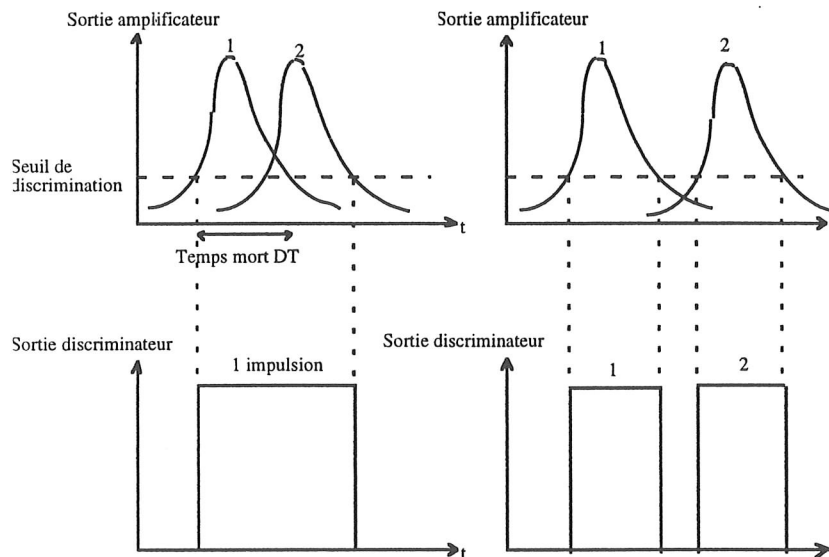 Sortie amplificateur
1
2
Seuil de
discrimination
t
Temps mort DT
Sortie amplificateur
1
2
Sortie discriminateur
1 impulsion
t
Sortie discriminateur
1
2